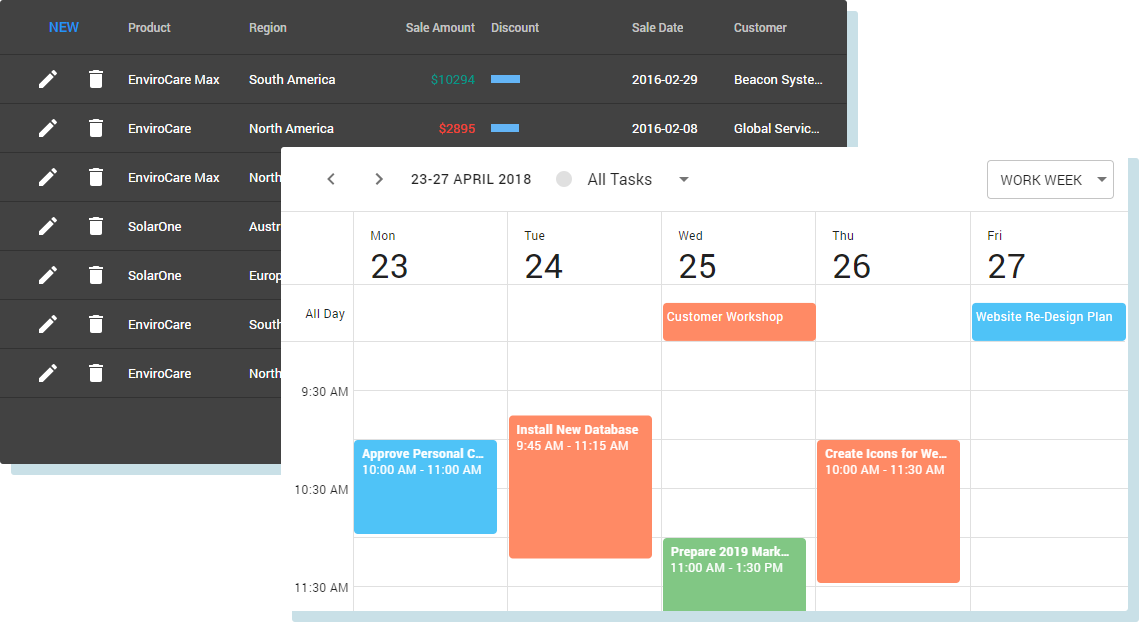 NEW Product Region Sale Amount Discount Sale Date Customer
EnviroCare Max South America $10294 2016-02-29 Beacon Syste...
EnviroCare North America $2895 2016-02-08 Global Servic...
EnviroCare Max North
SolarOne Austr
SolarOne Europ
EnviroCare South
EnviroCare North
23-27 APRIL 2018 All Tasks WORK WEEK
Mon Tue Wed Thu Fri
23 24 25 26 27
All Day Customer Workshop Website Re-Design Plan
9:30 AM
Install New Database
9:45 AM - 11:15 AM
Approve Personal C... Create Icons for We...
10:00 AM - 11:00 AM 10:00 AM - 11:30 AM
10:30 AM
Prepare 2019 Mark...
11:00 AM - 1:30 PM
11:30 AM